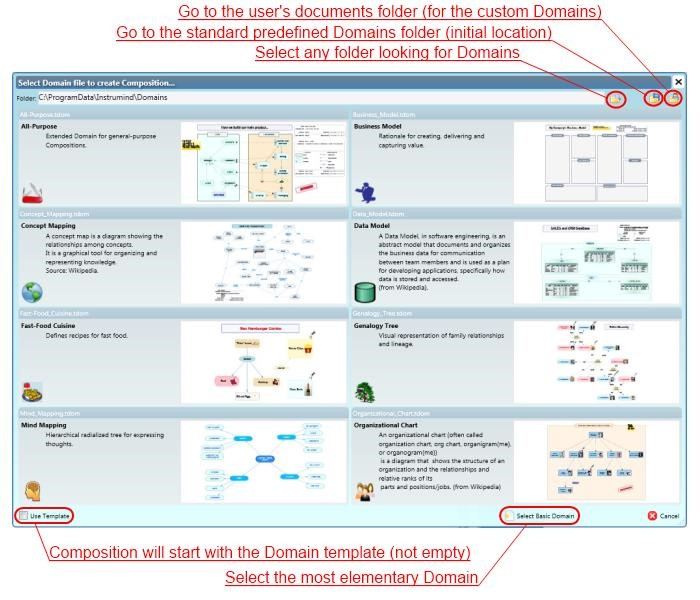 Go to the user's documents folder (for the custom Domains)
Go to the standard predefined Domains folder (initial location)
Select any folder looking for Domains
Select Domain file to create Composition...
Folder: C:\ProgramData\Instrumind\Domains
All-Purpose.tdom
All-Purpose
Extended Domain for general-purpose
Compositions.
Business_Model.tdom
Business Model
Rationale for creating, delivering and
capturing value.
Concept_Mapping.tdom
Concept Mapping
A concept map is a diagram showing the
relationships among concepts.
It is a graphical tool for organizing and
representing knowledge.
Source: Wikipedia.
Data_Model.tdom
Data Model
A Data Model, in software engineering, is an
abstract model that documents and organizes
the business data for communication
between team members and is used as a plan
for developing applications, specifically how
data is stored and accessed.
(from Wikipedia).
Fast-Food_Cuisine.tdom
Fast-Food Cuisine
Defines recipes for fast food.
Genalogy_Tree.tdom
Genalogy Tree
Visual representation of family relationships
and lineage.
Mind_Mapping.tdom
Mind Mapping
Hierarchical radialized tree for expressing
thoughts.
Organizational_Chart.tdom
Organizational Chart
An organizational chart (often called
organization chart, org chart, organigram(me),
or organogram(me))
is a diagram that shows the structure of an
organization and the relationships and
relative ranks of its
parts and positions/jobs. (from Wikipedia)
Use Template
Select Basic Domain
Cancel
Composition will start with the Domain template (not empty)
Select the most elementary Domain